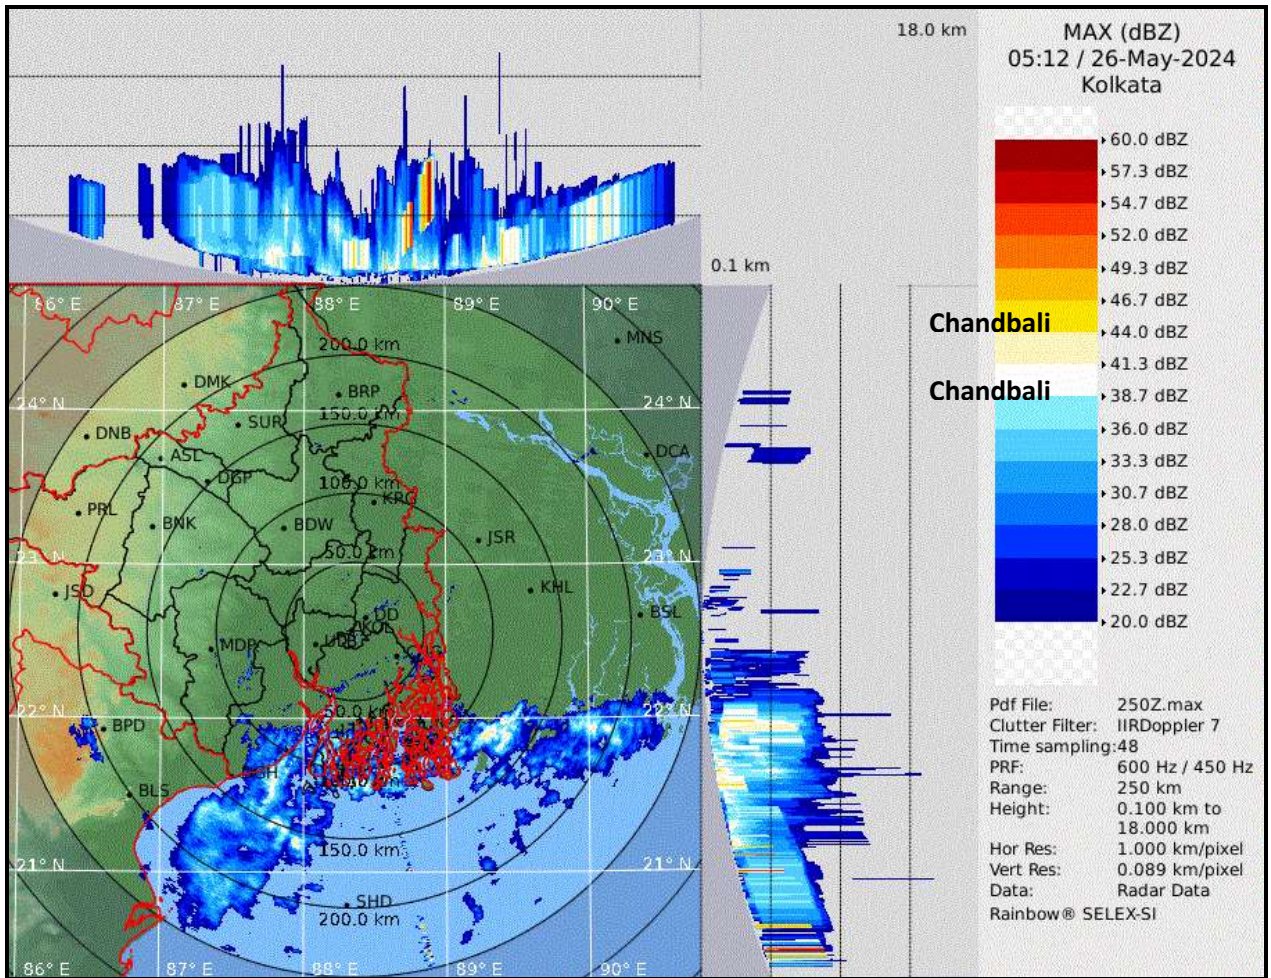 18.0 km
0.1 km
MAX (dBZ)
05:12 / 26-May-2024
Kolkata
60.0 dBZ
57.3 dBZ
54.7 dBZ
52.0 dBZ
49.3 dBZ
46.7 dBZ
Chandbali
44.0 dBZ
41.3 dBZ
Chandbali
38.7 dBZ
36.0 dBZ
33.3 dBZ
30.7 dBZ
28.0 dBZ
25.3 dBZ
22.7 dBZ
20.0 dBZ
Pdf File: 250Z.max
Clutter Filter: IIRDoppler 7
Time sampling:48
PRF: 600 Hz / 450 Hz
Range: 250 km
Height: 0.100 km to
18.000 km
Hor Res: 1.000 km/pixel
Vert Res: 0.089 km/pixel
Data: Radar Data
Rainbow® SELEX-SI
86° E 87° E 88° E 89° E 90° E
200.0 km
MNS
DMK
BRP
24° N 24° N
150.0 km
SUR
DNB
ASL
DCA
DGP
100.0 km
KRG
PRL
BNK
BDW
JSR
50.0 km
23° N 23° N
JSD
KHL
BSL
DD
KOL
MDP
50.0 km
22° N 22° N
BPD
BLS
150.0 km
21° N 21° N
SHD
200.0 km
86° E 87° E 88° E 89° E 90° E